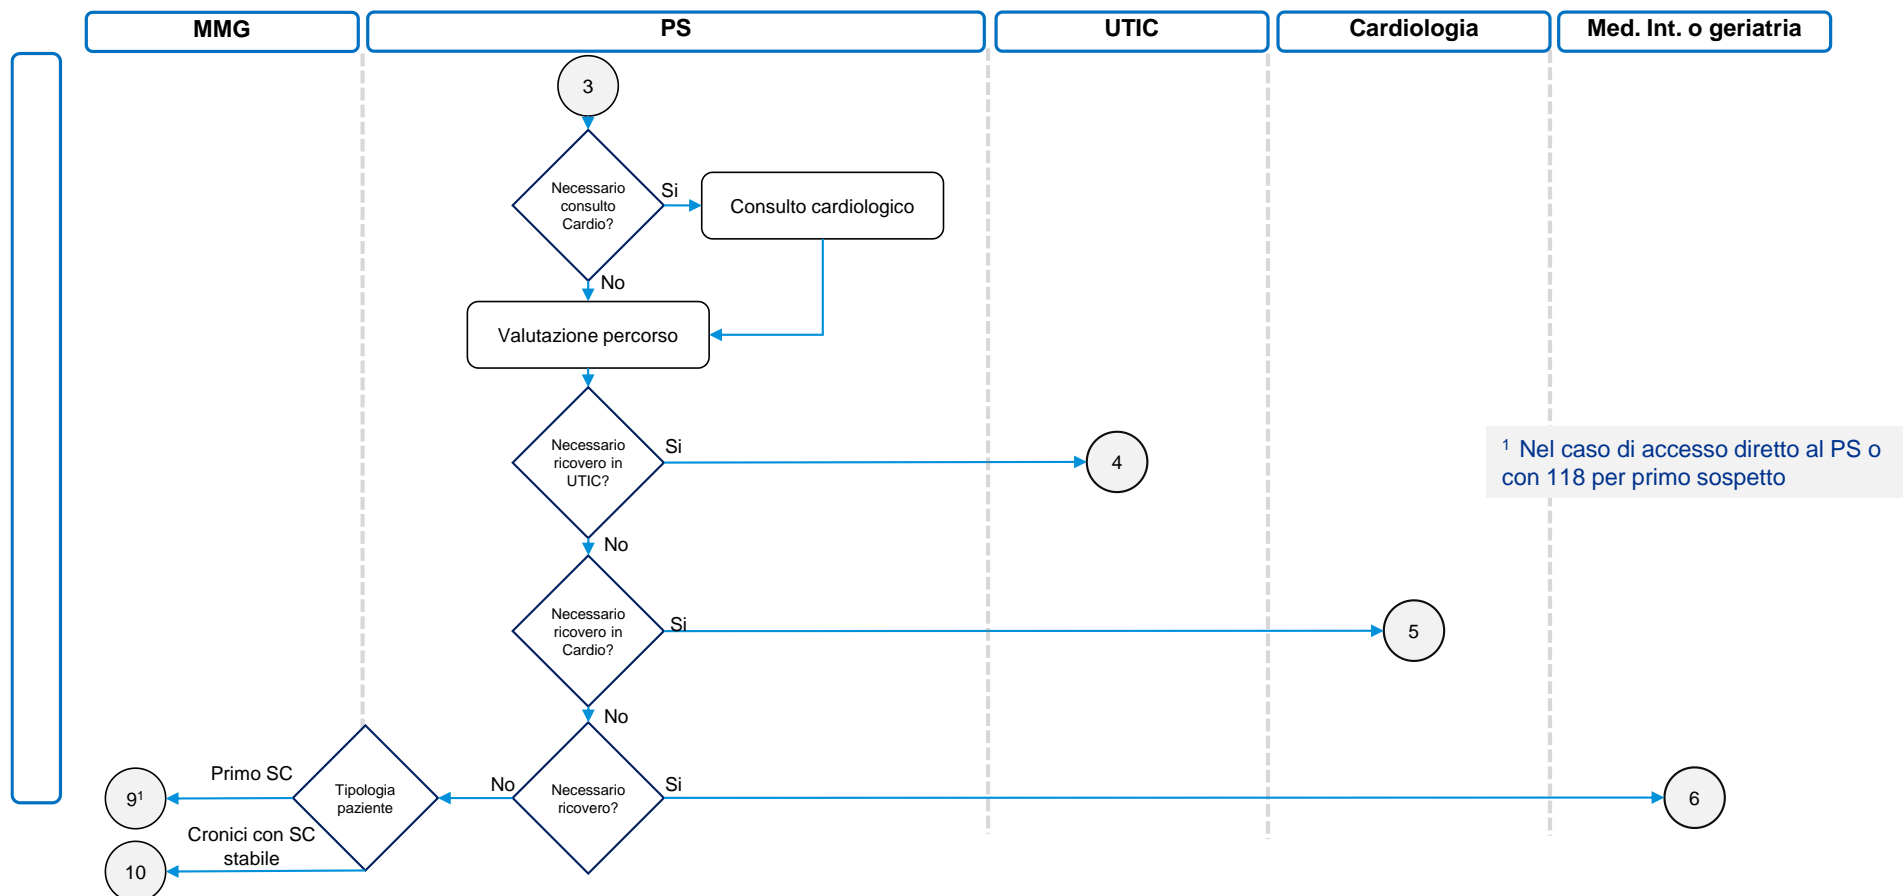 MMG
PS
UTIC
Cardiologia
Med. Int. o geriatria
3
Necessario
consulto
Cardio?
Si
Consulto cardiologico
No
Valutazione percorso
Necessario
ricovero in
UTIC?
Si
4
¹ Nel caso di accesso diretto al PS o
con 118 per primo sospetto
No
Necessario
ricovero in
Cardio?
Si
5
No
Necessario
ricovero?
Si
6
No
Tipologia
paziente
Primo SC
9¹
Cronici con SC
stabile
10